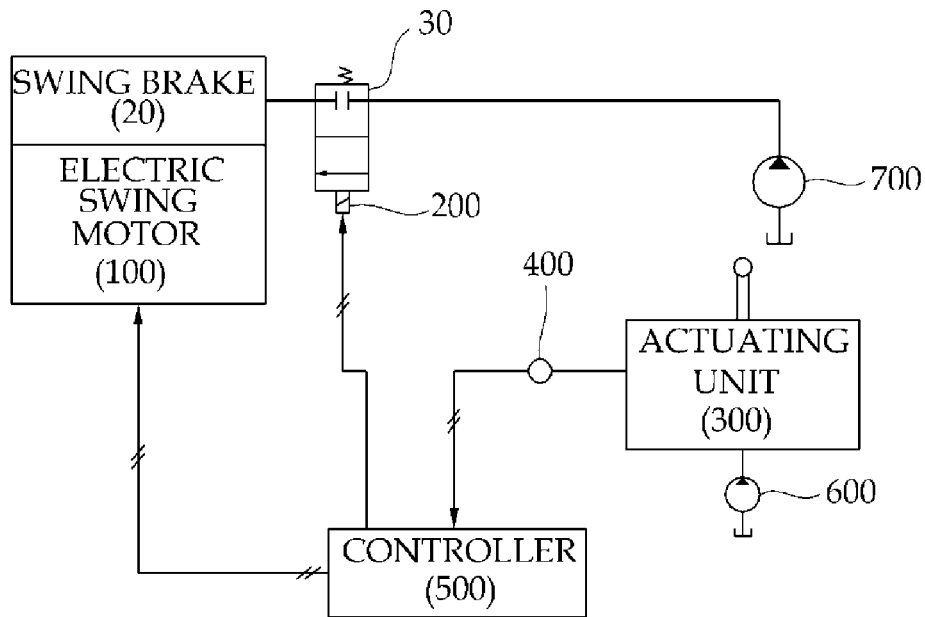 30
SWING BRAKE
(20)
ELECTRIC
SWING
MOTOR
(100)
200
700
400
ACTUATING
UNIT
(300)
600
CONTROLLER
(500)